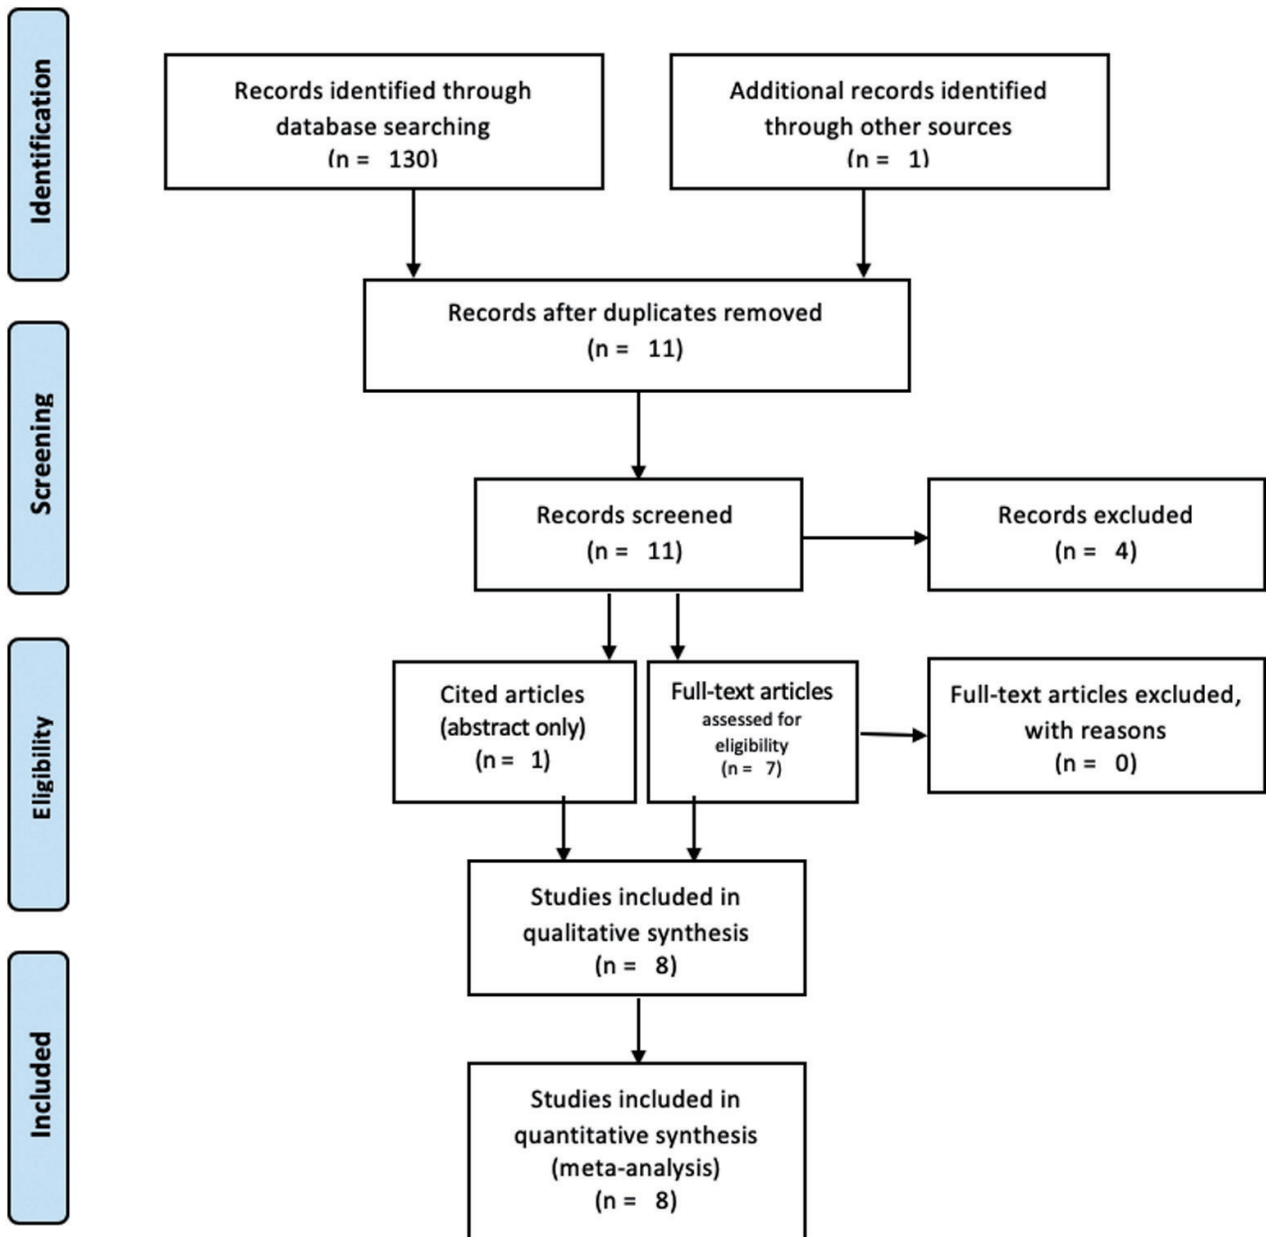 Identification
Records identified through
database searching
(n = 130)
Additional records identified
through other sources
(n = 1)
Records after duplicates removed
(n = 11)
Screening
Records screened
(n = 11)
Records excluded
(n = 4)
Eligibility
Cited articles
(abstract only)
(n = 1)
Full-text articles
assessed for
eligibility
(n = 7)
Full-text articles excluded,
with reasons
(n = 0)
Studies included in
qualitative synthesis
(n = 8)
Included
Studies included in
quantitative synthesis
(meta-analysis)
(n = 8)